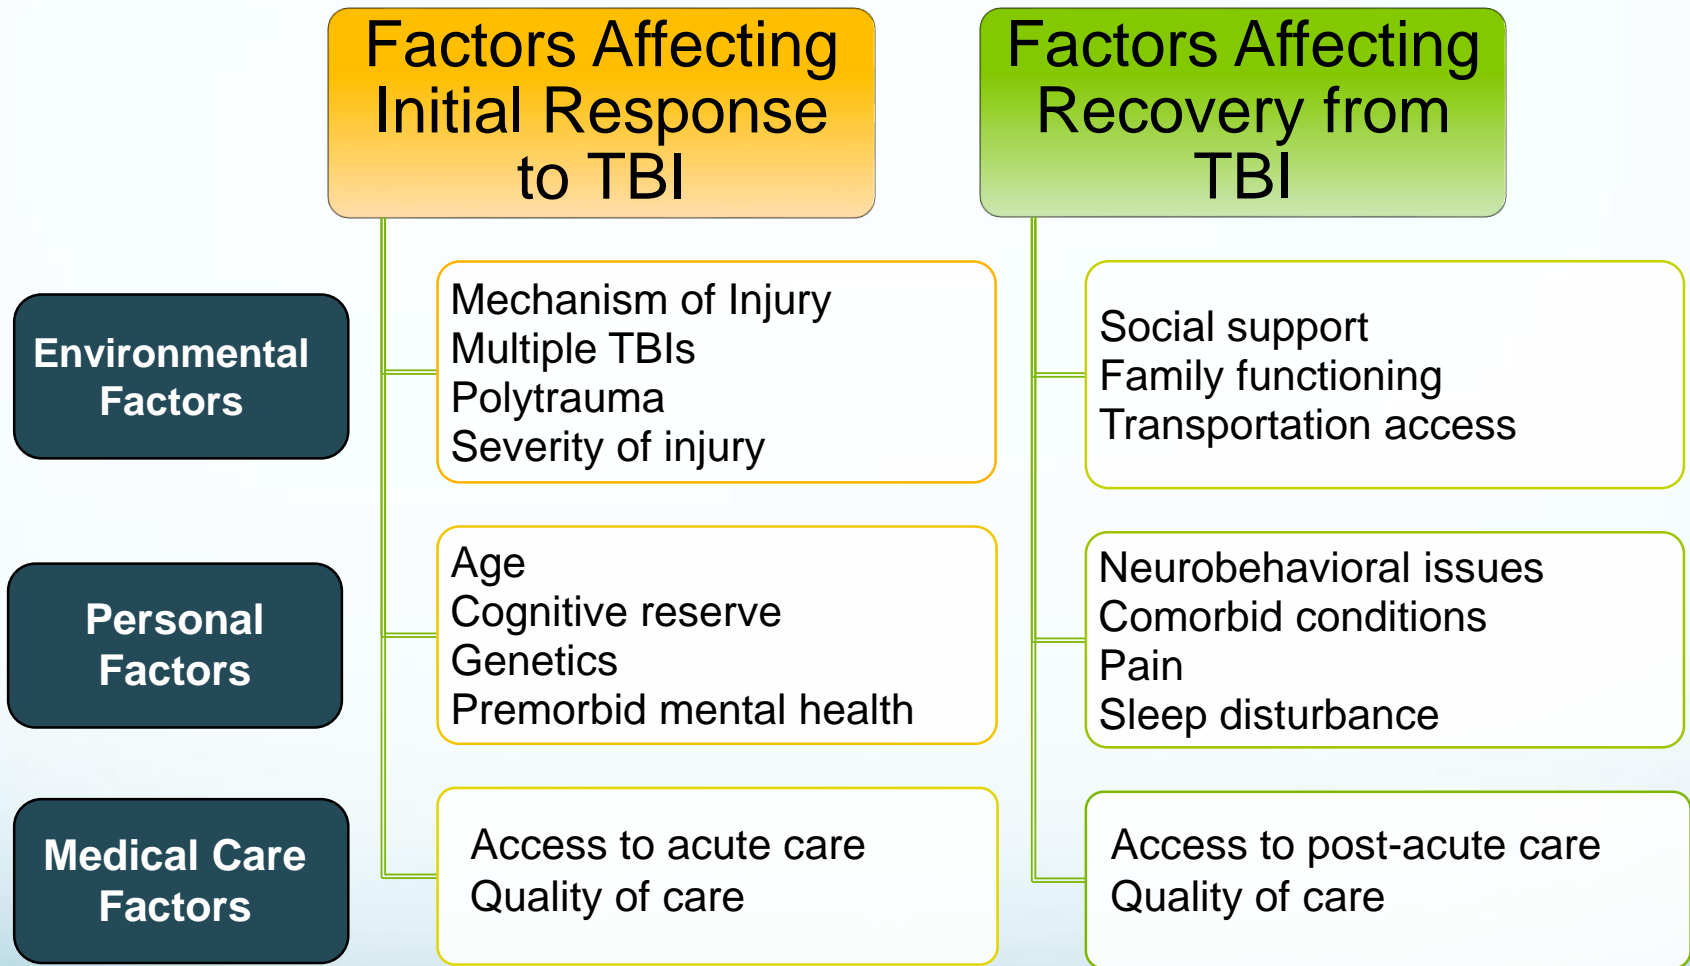 Factors Affecting
Initial Response
to TBI
Factors Affecting
Recovery from
TBI
Environmental
Factors
Mechanism of Injury
Multiple TBIs
Polytrauma
Severity of injury
Social support
Family functioning
Transportation access
Personal
Factors
Age
Cognitive reserve
Genetics
Premorbid mental health
Neurobehavioral issues
Comorbid conditions
Pain
Sleep disturbance
Medical Care
Factors
Access to acute care
Quality of care
Access to post-acute care
Quality of care